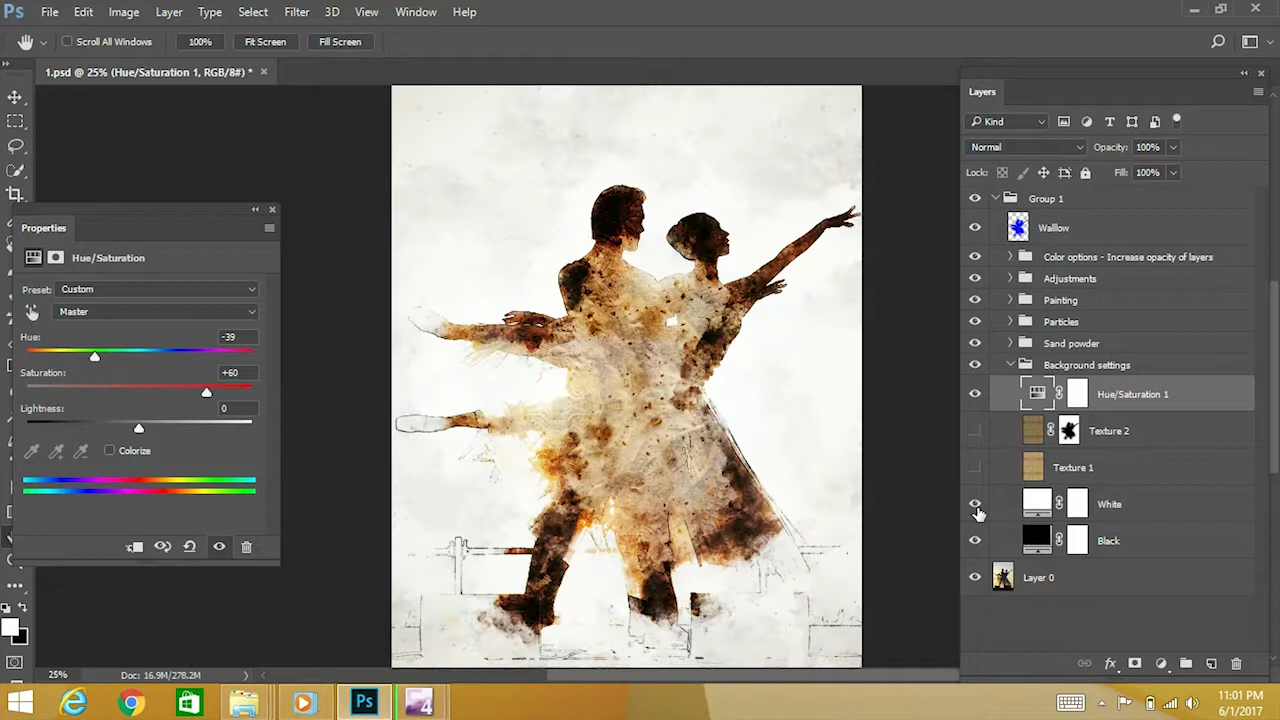 Ps File Edit Image Layer Type Select Filter 3D View Window Help
Scroll All Windows 100% Fit Screen Fill Screen
1.psd @ 25% (Hue/Saturation 1, RGB/8#) *
Layers
Kind
Normal Opacity: 100%
Lock: Fill: 100%
Group 1
Walllow
Color options - Increase opacity of layers
Adjustments
Painting
Particles
Sand powder
Background settings
Hue/Saturation 1
Texture 2
Texture 1
White
Black
Layer 0
Properties
Hue/Saturation
Preset: Custom
Master
Hue: -39
Saturation: +60
Lightness: 0
Colorize
25% Doc: 16.9M/278.2M
Ps 4
11:01 PM
6/1/2017